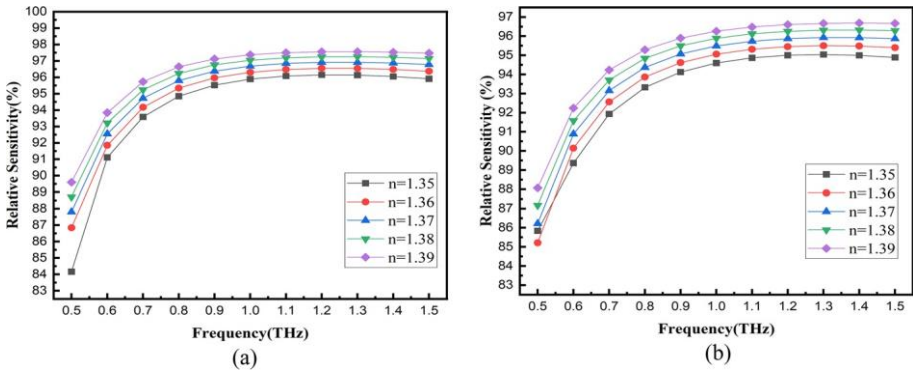 100
99
98
97
96
95
94
93
92
91
90
89
88
87
86
85
84
83
Relative Sensitivity(%)
n=1.35
n=1.36
n=1.37
n=1.38
n=1.39
0.5 0.6 0.7 0.8 0.9 1.0 1.1 1.2 1.3 1.4 1.5
Frequency(THz)
(a)
97
96
95
94
93
92
91
90
89
88
87
86
85
84
83
Relative Sensitivity (%)
n=1.35
n=1.36
n=1.37
n=1.38
n=1.39
0.5 0.6 0.7 0.8 0.9 1.0 1.1 1.2 1.3 1.4 1.5
Frequency(THz)
(b)